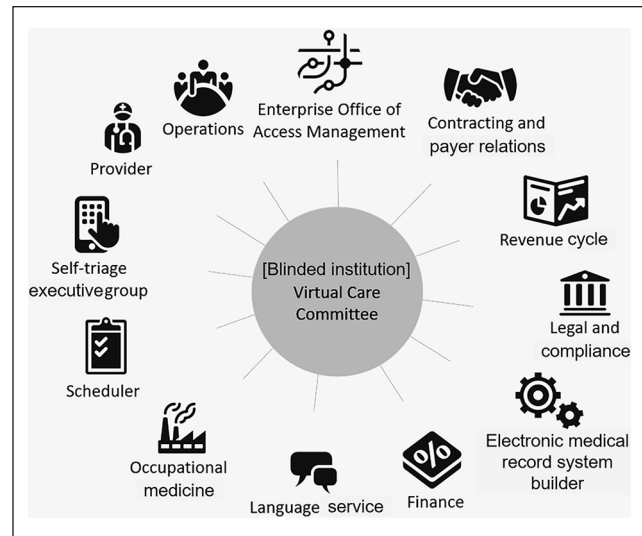 Enterprise Office of
Access Management
Contracting and
payer relations
Revenue cycle
Legal and
compliance
Electronic medical
record system
builder
Finance
Language service
Occupational
medicine
Scheduler
Self-triage
executivegroup
Provider
Operations
[Blinded institution]
Virtual Care
Committee
%